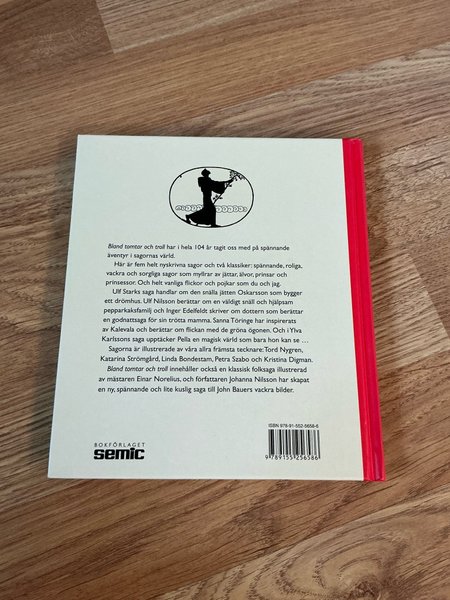 Bland tomtar och troll har i hela 104 år tagit oss med på spännande
äventyr i sagornas värld.
Här är fem helt nyskrivna sagor och två klassiker; spännande, roliga,
vackra och sorgliga sagor som myllrar av jättar, älvor, prinsar och
prinsessor. Och helt vanliga flickor och pojkar som du och jag.
Ulf Starks saga handlar om den snälla jätten Oskarsson som bygger
ett drömhus. Ulf Nilsson berättar om en väldigt snäll och hjälpsam
pepparkaksfamilj och Inger Edelfeldt skriver om dottern som berättar
en godnattsaga för sin trötta mamma. Sanna Töringe har inspirerats
av Kalevala och berättar om flickan med de gröna ögonen. Och i Ylva
Karlssons saga upptäcker Pella en magisk värld som bara hon kan se …
Sagorna är illustrerade av våra allra främsta tecknare: Tord Nygren,
Katarina Strömgård, Linda Bondestam, Petra Szabo och Kristina Digman.
Bland tomtar och troll innehåller också en klassisk folksaga illustrerad
av mästaren Einar Norelius, och författaren Johanna Nilsson har skapat
en ny, spännande och lite kuslig saga till John Bauers vackra bilder.
ISBN 978-91-552-5658-6
9 789155 256586
BOKFÖRLAGET
semic